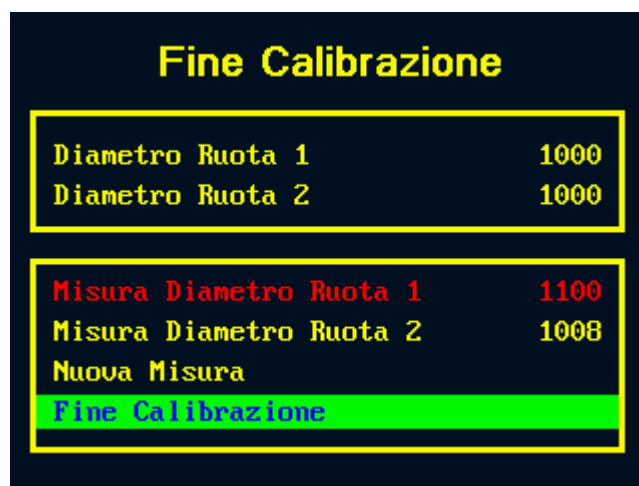 Fine Calibrazione
Diametro Ruota 1 1000
Diametro Ruota 2 1000
Misura Diametro Ruota 1 1100
Misura Diametro Ruota 2 1008
Nuova Misura
Fine Calibrazione